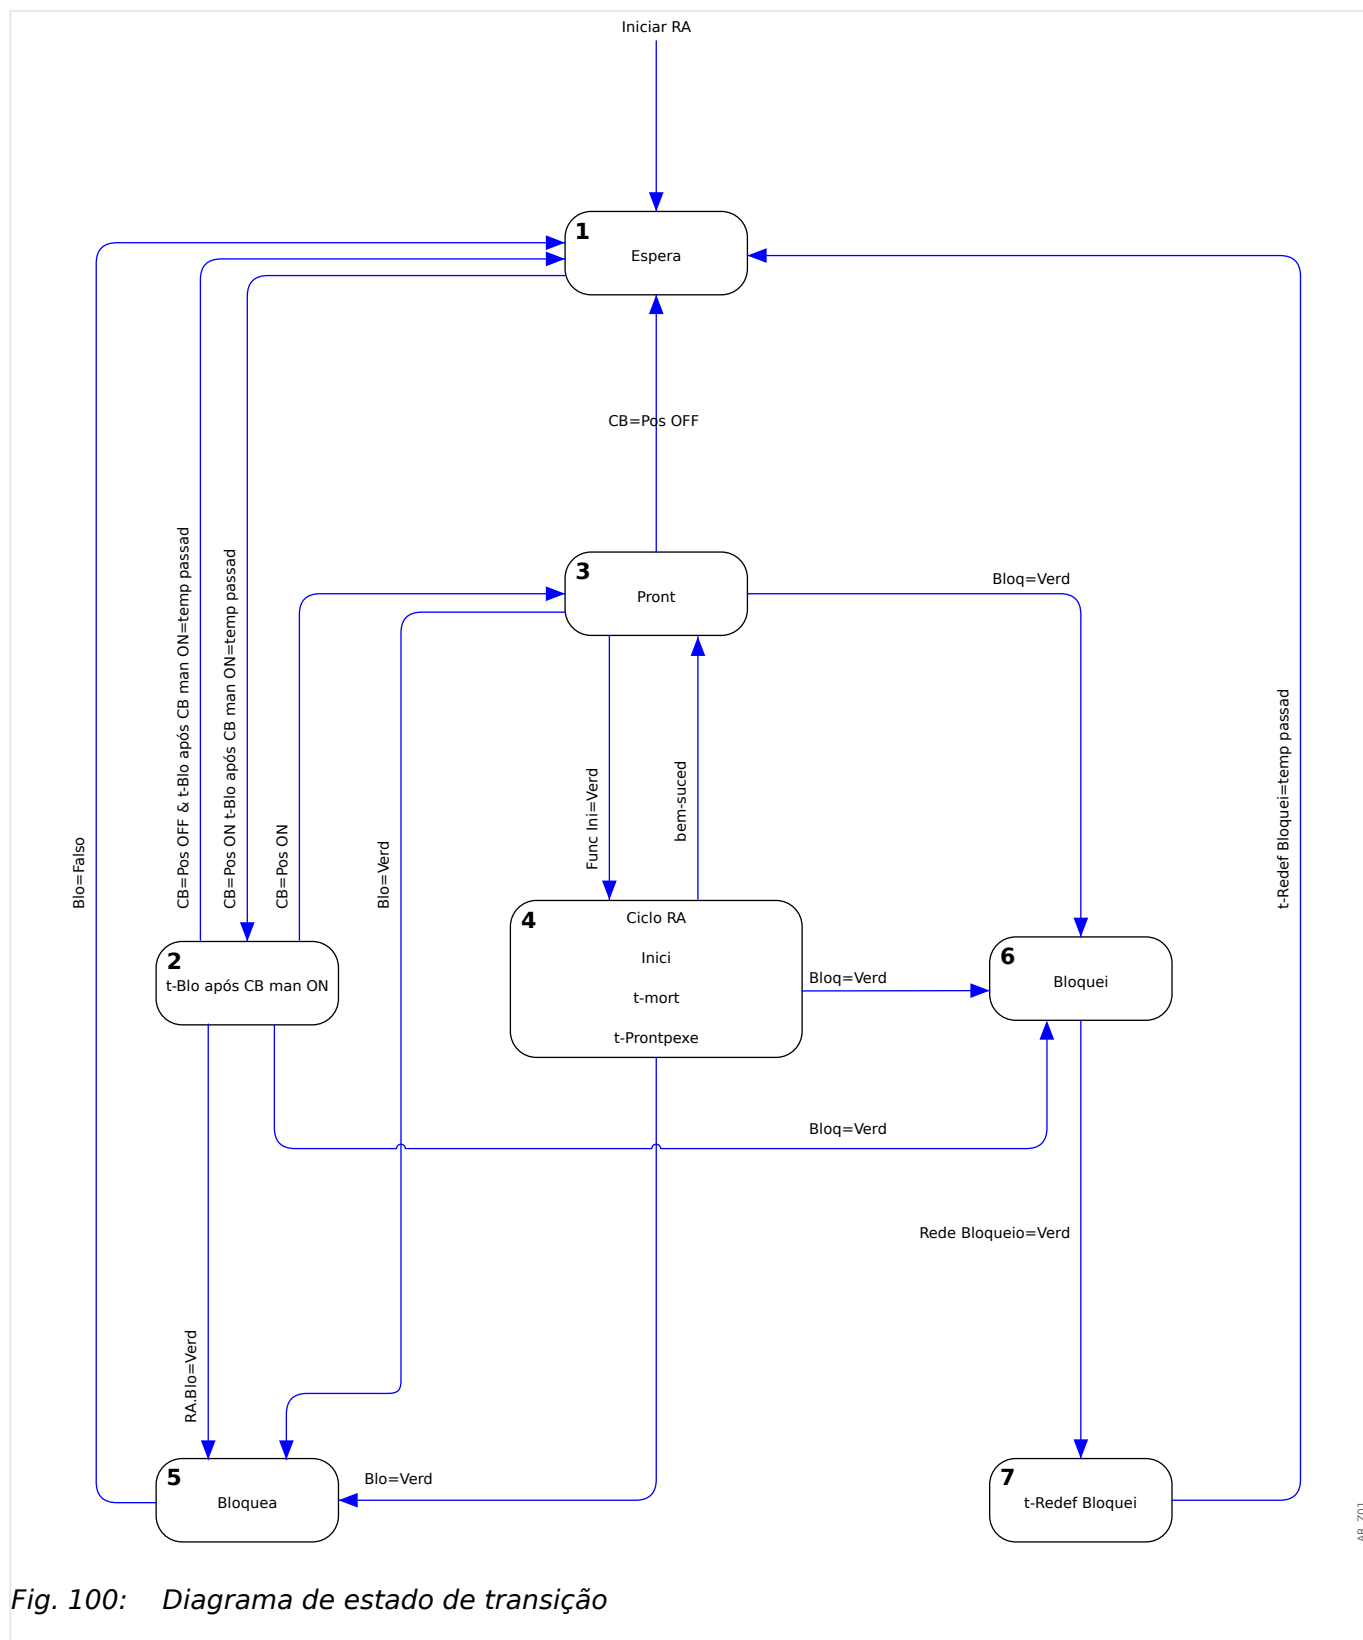 Iniciar RA
1
Espera
CB=Pos OFF
3
Pront
Bloq=Verd
CB=Pos OFF & t-Blo após CB man ON=temp passad
CB=Pos ON t-Blo após CB man ON=temp passad
CB=Pos ON
Blo=Falso
Blo=Verd
Func Ini=Verd
bem-suced
t-Redef Bloquei=temp passad
4
Ciclo RA
Inici
t-mort
t-Prontpexe
2
t-Blo após CB man ON
Bloq=Verd
6
Bloquei
Bloq=Verd
Rede Bloqueio=Verd
RA.Blo=Verd
5
Bloquea
Blo=Verd
7
t-Redef Bloquei
AR_Z01
Fig. 100: Diagrama de estado de transição